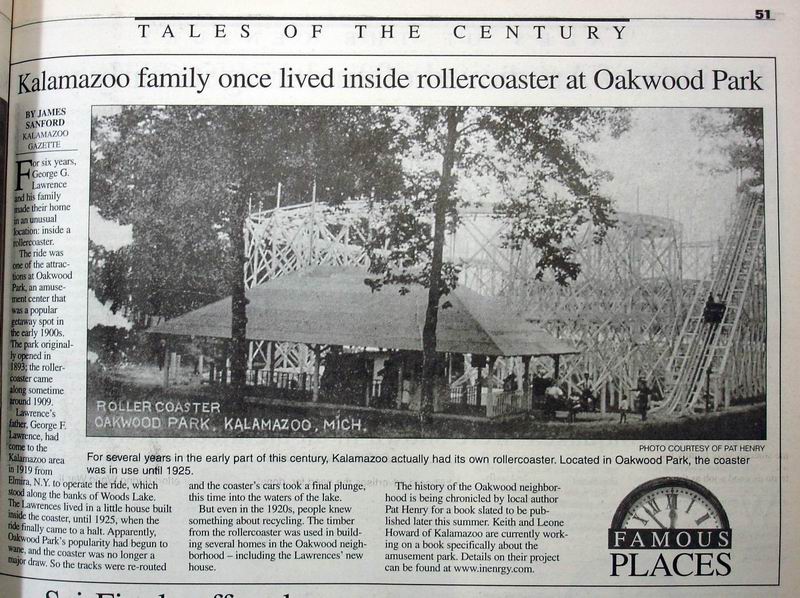 51
TALES OF THE CENTURY
Kalamazoo family once lived inside rollercoaster at Oakwood Park
BY JAMES
SANFORD
KALAMAZOO
GAZETTE
For six years,
George G.
Lawrence
and his family
made their home
in an unusual
location: inside a
rollercoaster.
The ride was
one of the attrac-
tions at Oakwood
Park, an amuse-
ment center that
was a popular
getaway spot in
the early 1900s.
The park original-
ly opened in
1893; the roller-
coaster came
along sometime
around 1909.
Lawrence's
father, George F.
Lawrence, had
come to the
Kalamazoo area
in 1919 from
Elmira, N.Y. to operate the ride, which
stood along the banks of Woods Lake.
The Lawrences lived in a little house built
inside the coaster, until 1925, when the
ride finally came to a halt. Apparently,
Oakwood Park's popularity had begun to
wane, and the coaster was no longer a
major draw. So the tracks were re-routed
ROLLER COASTER
OAKWOOD PARK, KALAMAZOO, MICH.
PHOTO COURTESY OF PAT HENRY
For several years in the early part of this century, Kalamazoo actually had its own rollercoaster. Located in Oakwood Park, the coaster
was in use until 1925.
and the coaster's cars took a final plunge,
this time into the waters of the lake.
But even in the 1920s, people knew
something about recycling. The timber
from the rollercoaster was used in build-
ing several homes in the Oakwood neigh-
borhood – including the Lawrences' new
house.
The history of the Oakwood neighbor-
hood is being chronicled by local author
Pat Henry for a book slated to be pub-
lished later this summer. Keith and Leone
Howard of Kalamazoo are currently work-
ing on a book specifically about the
amusement park. Details on their project
can be found at www.inenrgy.com.
FAMOUS
PLACES